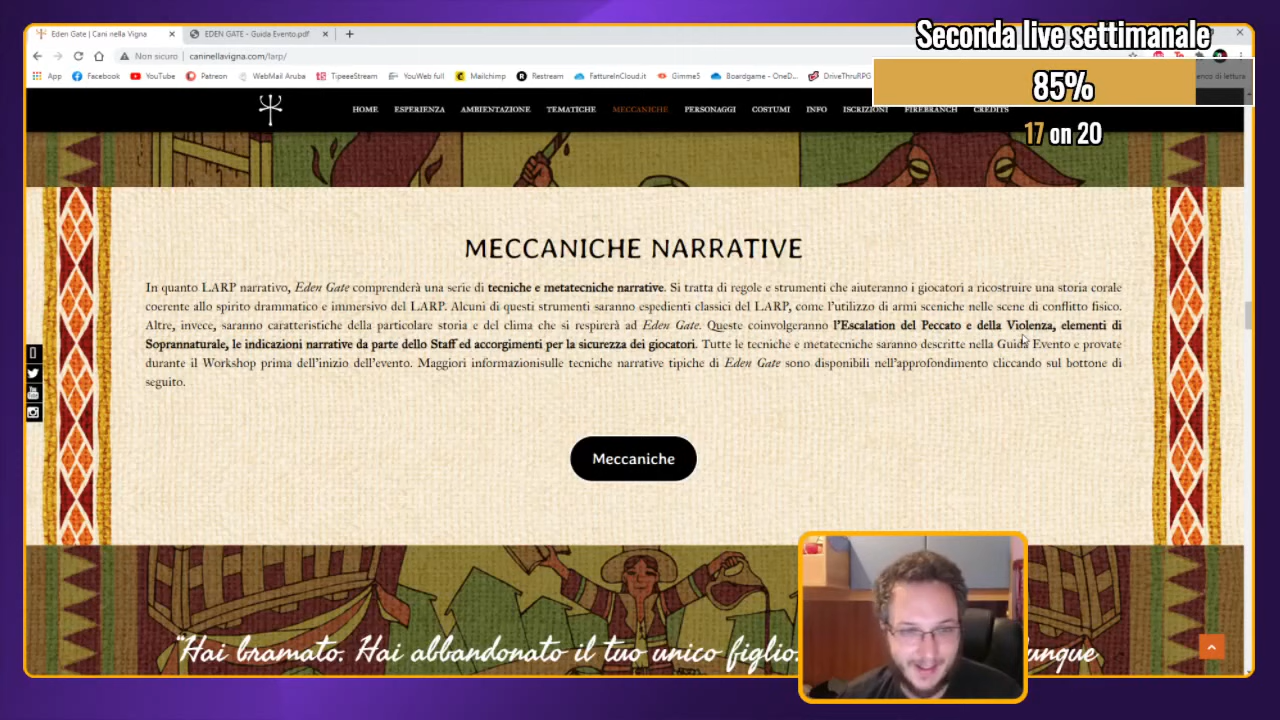 Eden Gate | Cani nella Vigna
EDEN GATE - Guida Evento.pdf
Seconda live settimanale
Non sicuro
caninellavigna.com/larp/
App
Facebook
YouTube
Patreon
WebMail Aruba
TipeeeStream
YouWeb full
Mailchimp
Restream
FattureInCloud.it
Gimme5
Boardgame - OneD...
DriveThruRPG
enco di lettura
85%
17 on 20
HOME
ESPERIENZA
AMBIENTAZIONE
TEMATICHE
MECCANICHE
PERSONAGGI
COSTUMI
INFO
ISCRIZIONI
FIREBRANCH
CREDITS
MECCANICHE NARRATIVE
In quanto LARP narrativo, Eden Gate comprenderà una serie di tecniche e metatecniche narrative. Si tratta di regole e strumenti che aiuteranno i giocatori a ricostruire una storia corale
coerente allo spirito drammatico e immersivo del LARP. Alcuni di questi strumenti saranno espedienti classici del LARP, come l'utilizzo di armi sceniche nelle scene di conflitto fisico.
Altre, invece, saranno caratteristiche della particolare storia e del clima che si respirerà ad Eden Gate. Queste coinvolgeranno l'Escalation del Peccato e della Violenza, elementi di
Soprannaturale, le indicazioni narrative da parte dello Staff ed accorgimenti per la sicurezza dei giocatori. Tutte le tecniche e metatecniche saranno descritte nella Guida Evento e provate
durante il Workshop prima dell'inizio dell'evento. Maggiori informazionisulle tecniche narrative tipiche di Eden Gate sono disponibili nell'approfondimento cliccando sul bottone di
seguito.
Meccaniche
"Hai bramato. Hai abbandonato il tuo unico figlio. unque